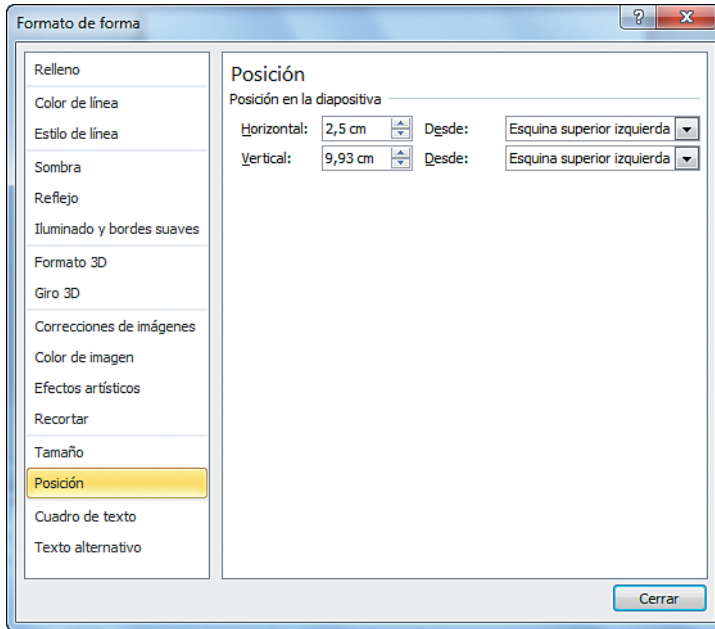 Formato de forma
Relleno
Color de línea
Estilo de línea
Sombra
Reflejo
Iluminado y bordes suaves
Formato 3D
Giro 3D
Correcciones de imágenes
Color de imagen
Efectos artísticos
Recortar
Tamaño
Posición
Cuadro de texto
Texto alternativo
Posición
Posición en la diapositiva
Horizontal: 2,5 cm Desde: Esquina superior izquierda
Vertical: 9,93 cm Desde: Esquina superior izquierda
Cerrar